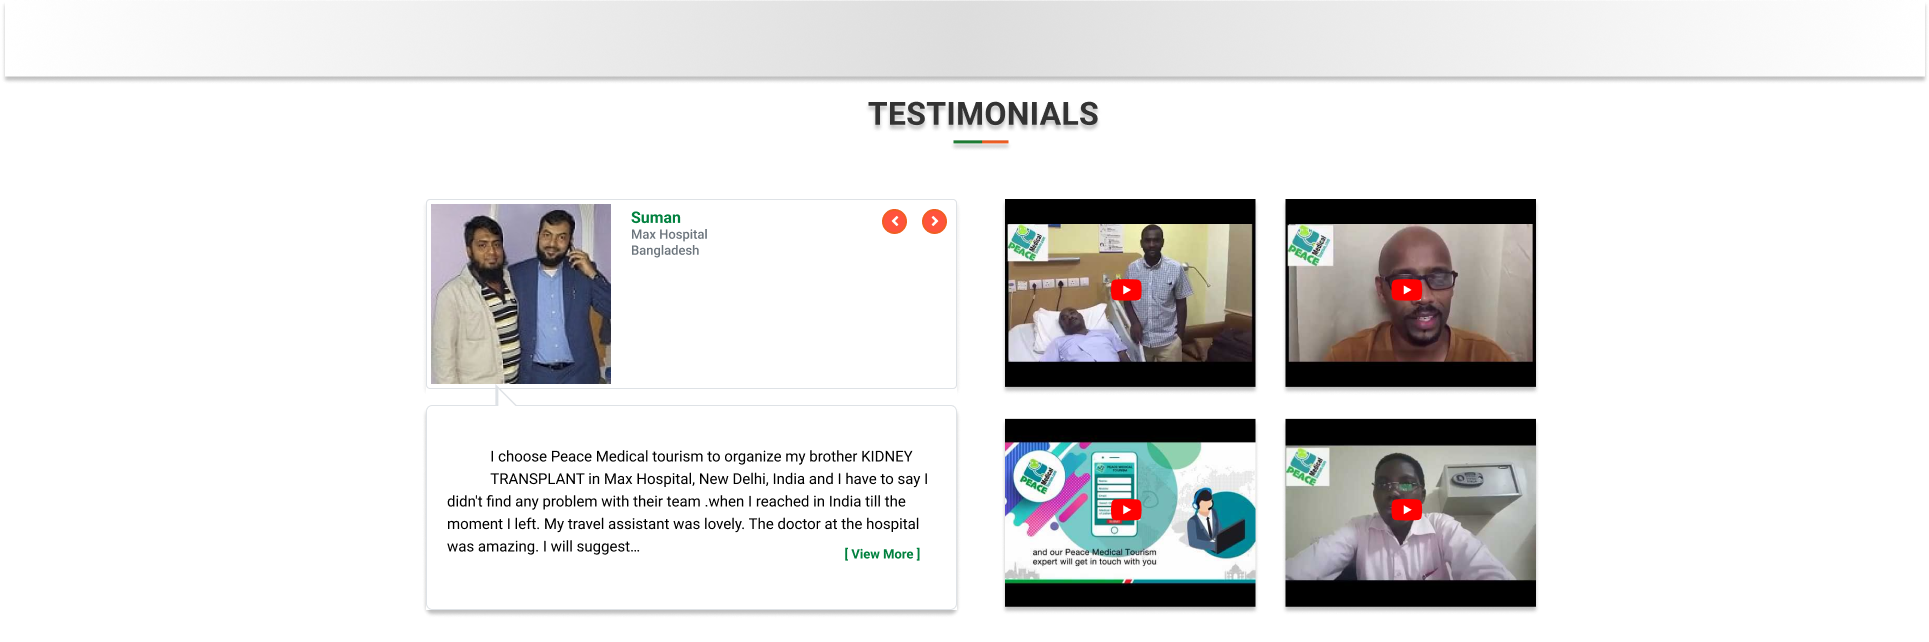 TESTIMONIALS
Suman
Max Hospital
Bangladesh
I choose Peace Medical tourism to organize my brother KIDNEY
TRANSPLANT in Max Hospital, New Delhi, India and I have to say I
didn't find any problem with their team .when I reached in India till the
moment I left. My travel assistant was lovely. The doctor at the hospital
was amazing. I will suggest...
[ View More ]
PEACE
Medical
PEACE
Medical
PEACE
Medical
PEACE MEDICAL
TOURISM
and our Peace Medical Tourism
expert will get in touch with you
PEACE
Medical